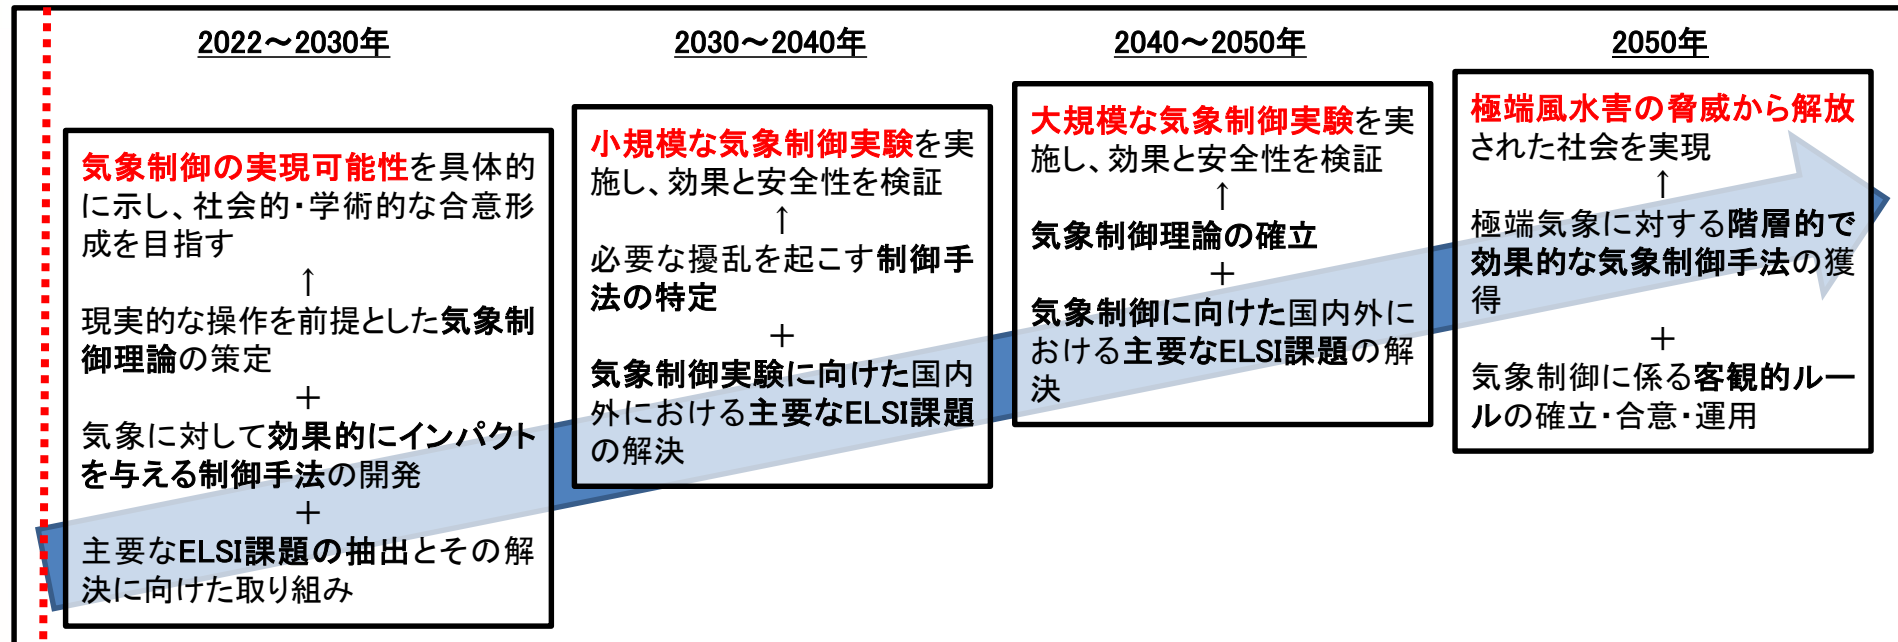 2022～2030年
気象制御の実現可能性を具体的
に示し、社会的・学術的な合意形
成を目指す
↑
現実的な操作を前提とした気象制
御理論の策定
＋
気象に対して効果的にインパクト
を与える制御手法の開発
＋
主要なELSI課題の抽出とその解
決に向けた取り組み
2030～2040年
小規模な気象制御実験を実
施し、効果と安全性を検証
↑
必要な擾乱を起こす制御手
法の特定
＋
気象制御実験に向けた国内
外における主要なELSI課題
の解決
2040～2050年
大規模な気象制御実験を実
施し、効果と安全性を検証
↑
気象制御理論の確立
＋
気象制御に向けた国内外に
おける主要なELSI課題の解
決
2050年
極端風水害の脅威から解放
された社会を実現
↑
極端気象に対する階層的で
効果的な気象制御手法の獲
得
＋
気象制御に係る客観的ルー
ルの確立・合意・運用